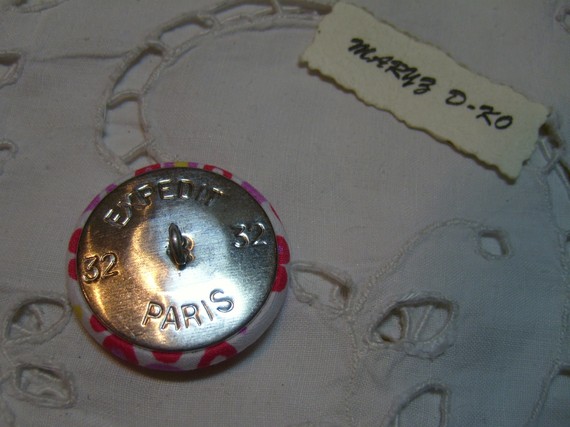 MARYZ D-KO
EXPEDIT
32 32
PARIS